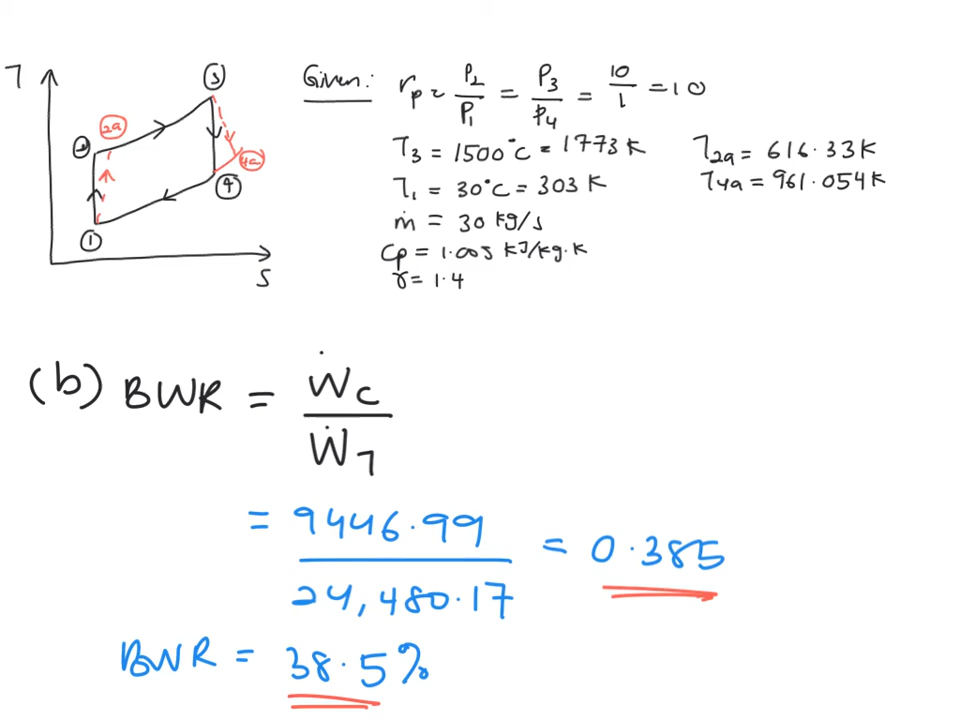 T
③
2a
②
4a
④
①
S
Given:
rp = P2/P1 = P3/P4 = 10/1 = 10
T3 = 1500°C = 1773 K
T1 = 30°C = 303 K
ṁ = 30 kg/s
Cp = 1.005 kJ/kg.K
γ = 1.4
T2a = 616.33K
T4a = 961.054K
(b) BWR = Ẇc/ẆT
= 9446.99/24,480.17 = 0.385
BWR = 38.5%